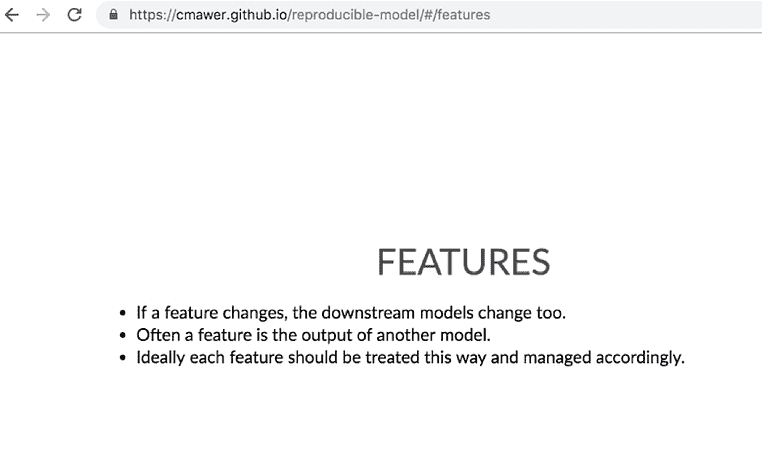 https://cmawer.github.io/reproducible-model/#/features
FEATURES
• If a feature changes, the downstream models change too.
• Often a feature is the output of another model.
• Ideally each feature should be treated this way and managed accordingly.